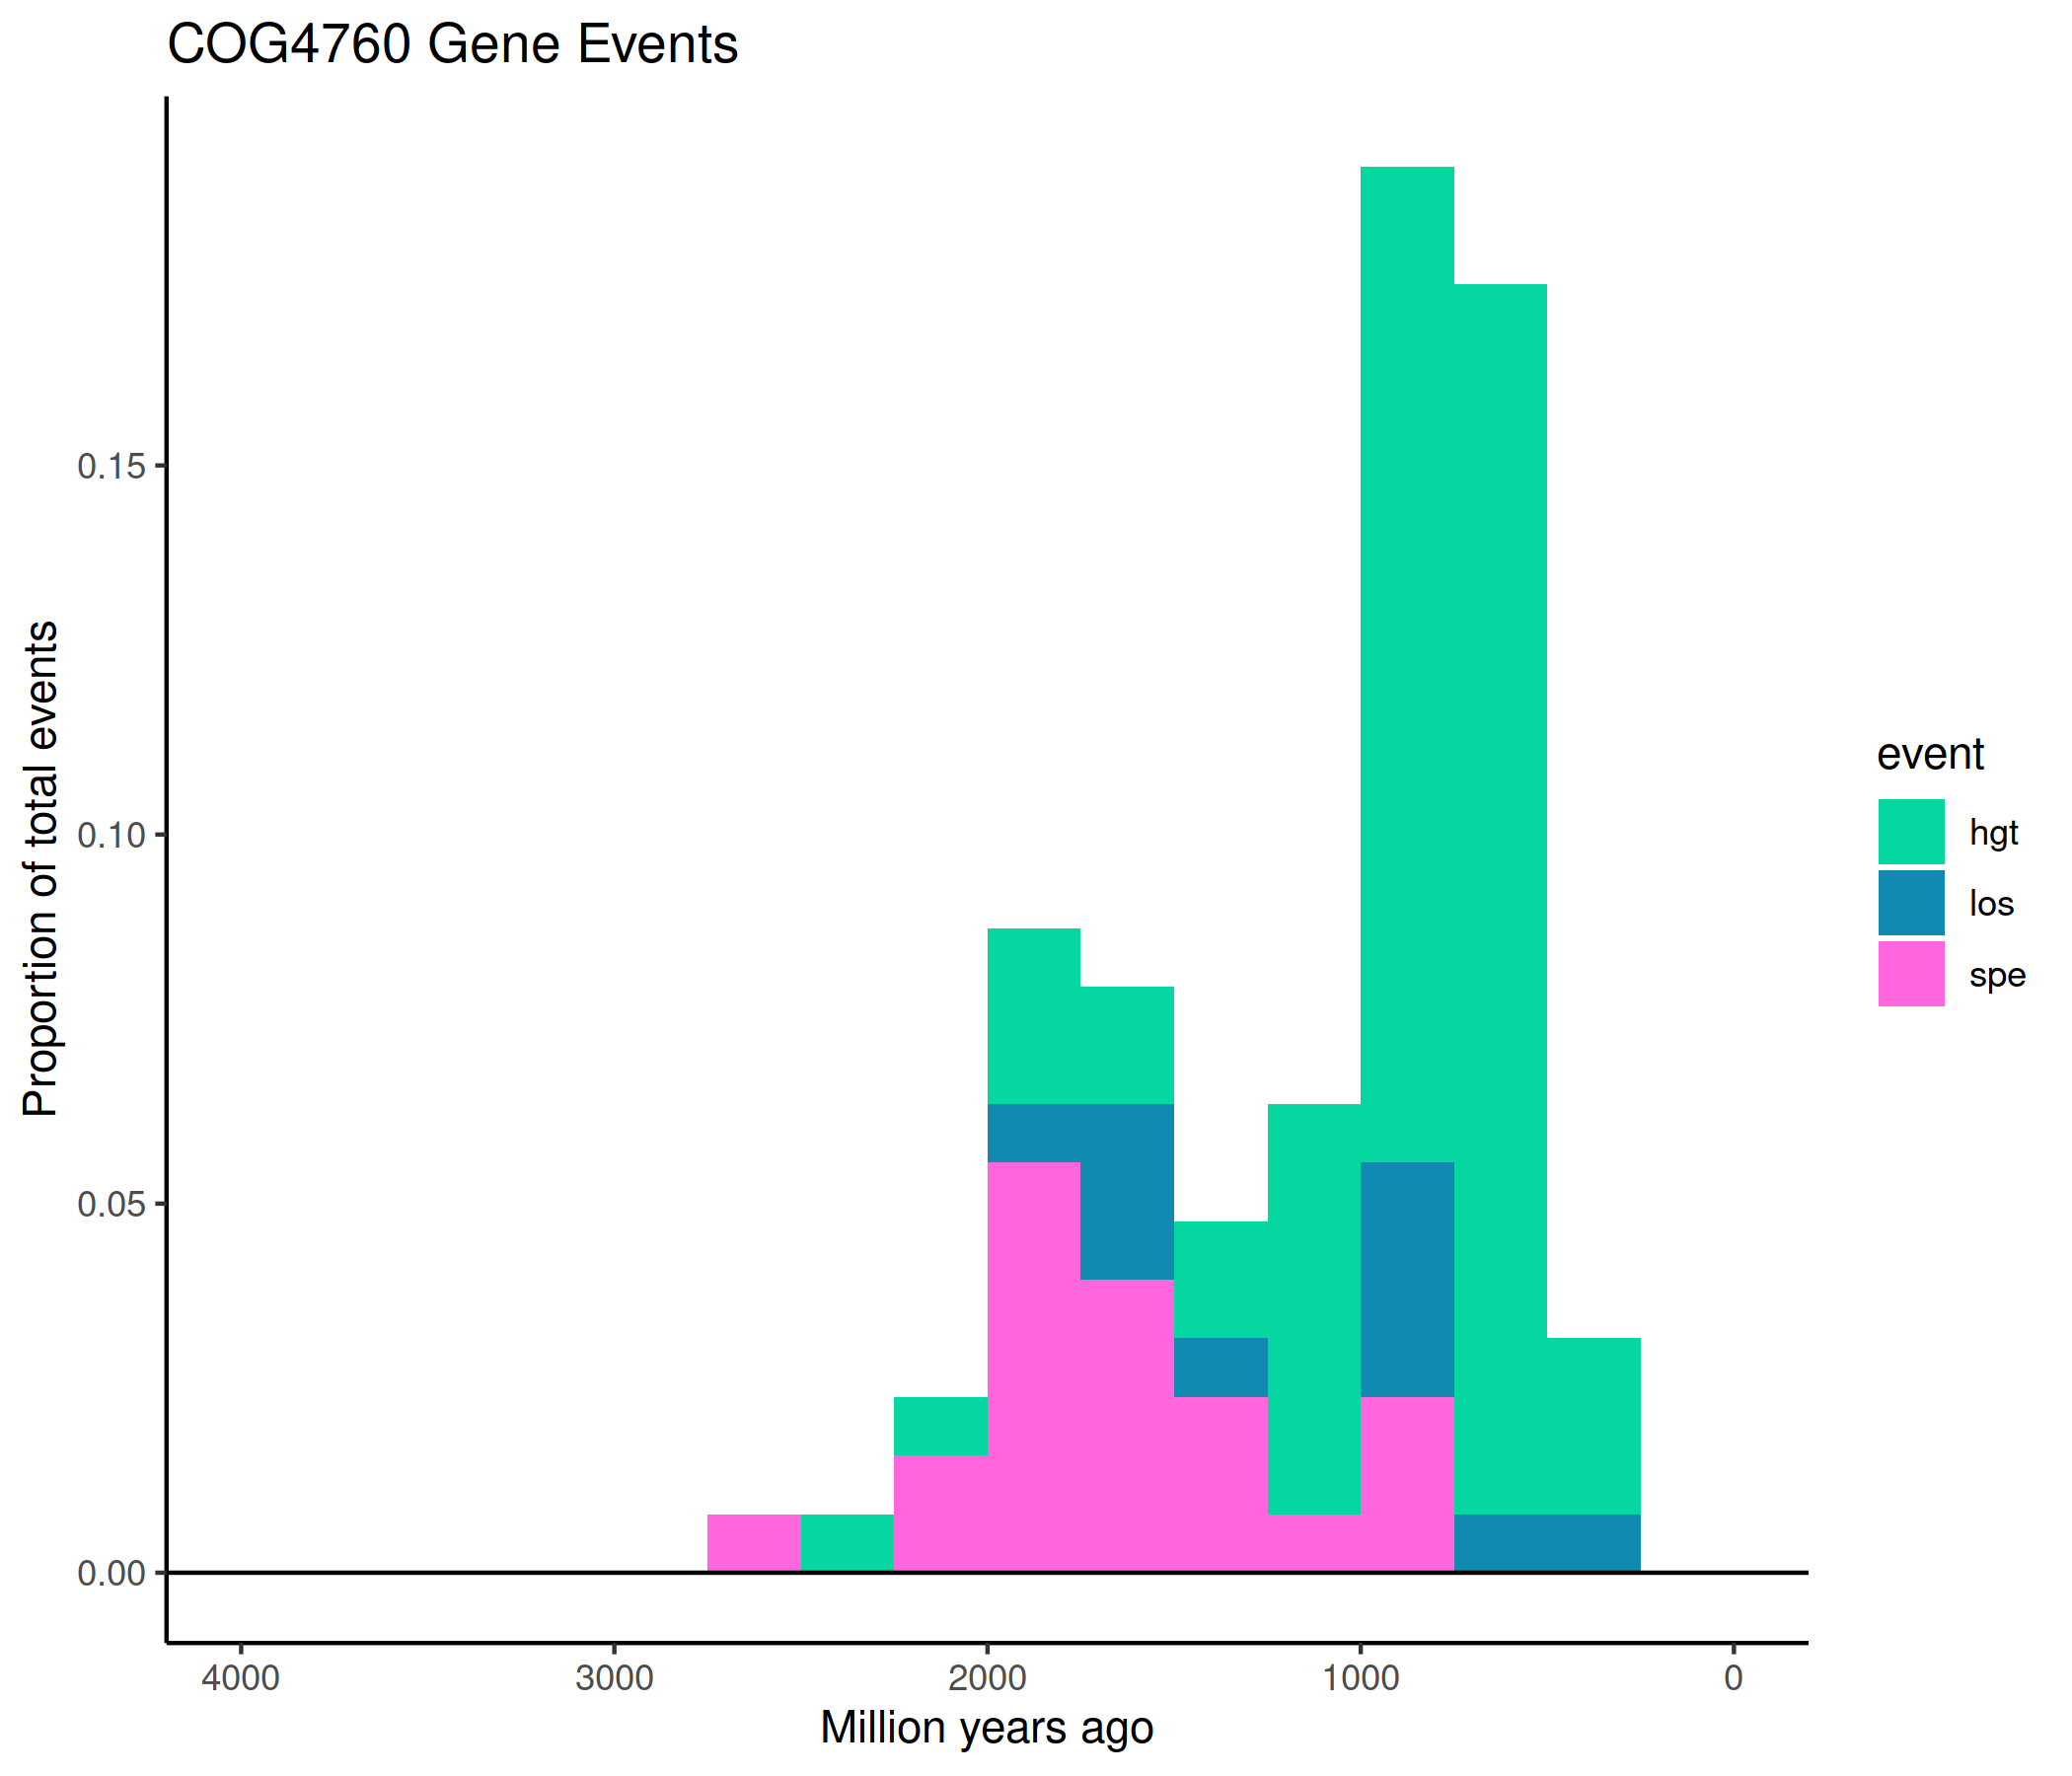 COG4760 Gene Events
Proportion of total events
0.15
0.10
0.05
0.00
4000 3000 2000 1000 0
Million years ago
event
hgt
los
spe